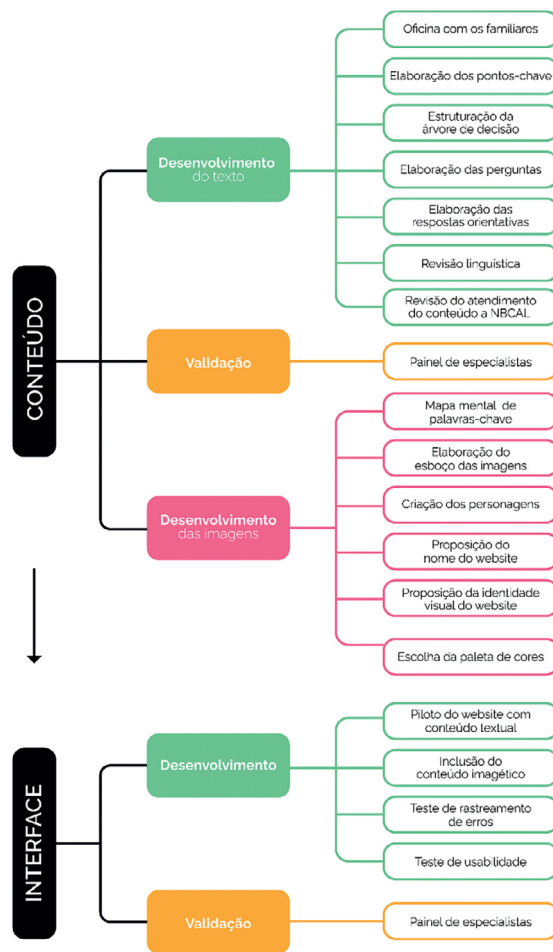 CONTEÚDO
Desenvolvimento
do texto
Oficina com os familiares
Elaboração dos pontos-chave
Estruturação da
árvore de decisão
Elaboração das perguntas
Elaboração das
respostas orientativas
Revisão linguística
Revisão do atendimento
do conteúdo a NBCAL
Validação
Painel de especialistas
Desenvolvimento
das imagens
Mapa mental de
palavras-chave
Elaboração do
esboço das imagens
Criação dos personagens
Proposição do
nome do website
Proposição da identidade
visual do website
Escolha da paleta de cores
INTERFACE
Desenvolvimento
Piloto do website com
conteúdo textual
Inclusão do
conteúdo imagético
Teste de rastreamento
de erros
Teste de usabilidade
Validação
Painel de especialistas